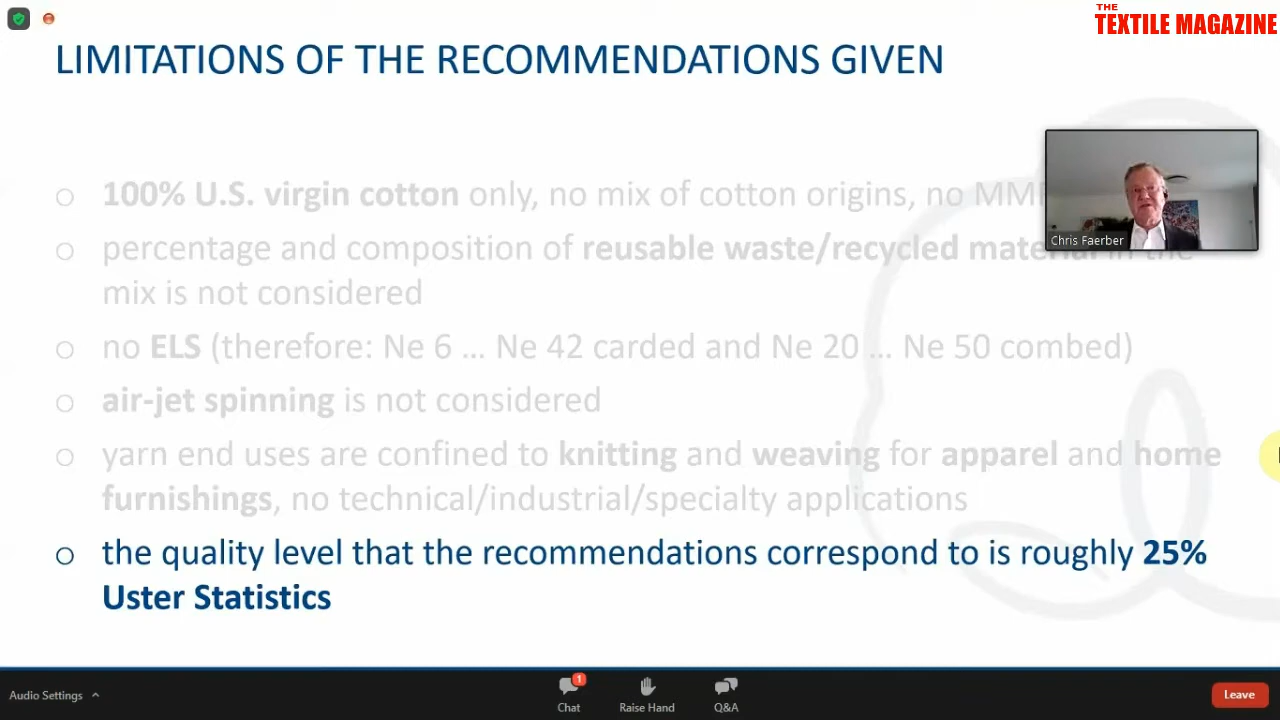 THE
TEXTILE MAGAZINE
LIMITATIONS OF THE RECOMMENDATIONS GIVEN
o 100% U.S. virgin cotton only, no mix of cotton origins, no
o percentage and composition of reusable waste/recycled material in the
mix is not considered
o no ELS (therefore: Ne 6 ... Ne 42 carded and Ne 20 ... Ne 50 combed)
o air-jet spinning is not considered
o yarn end uses are confined to knitting and weaving for apparel and home
furnishings, no technical/industrial/specialty applications
o the quality level that the recommendations correspond to is roughly 25%
Uster Statistics
Chris Faerber
Audio Settings
1
Chat
Raise Hand
Q&A
Leave